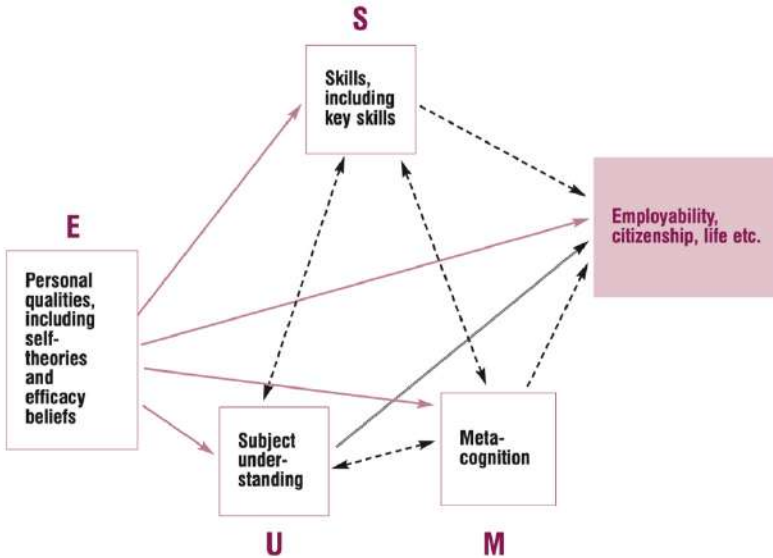 S
Skills,
including
key skills
Employability,
citizenship, life etc.
E
Personal
qualities,
including
self-
theories
and
efficacy
beliefs
Subject
under-
standing
Meta-
cognition
U
M